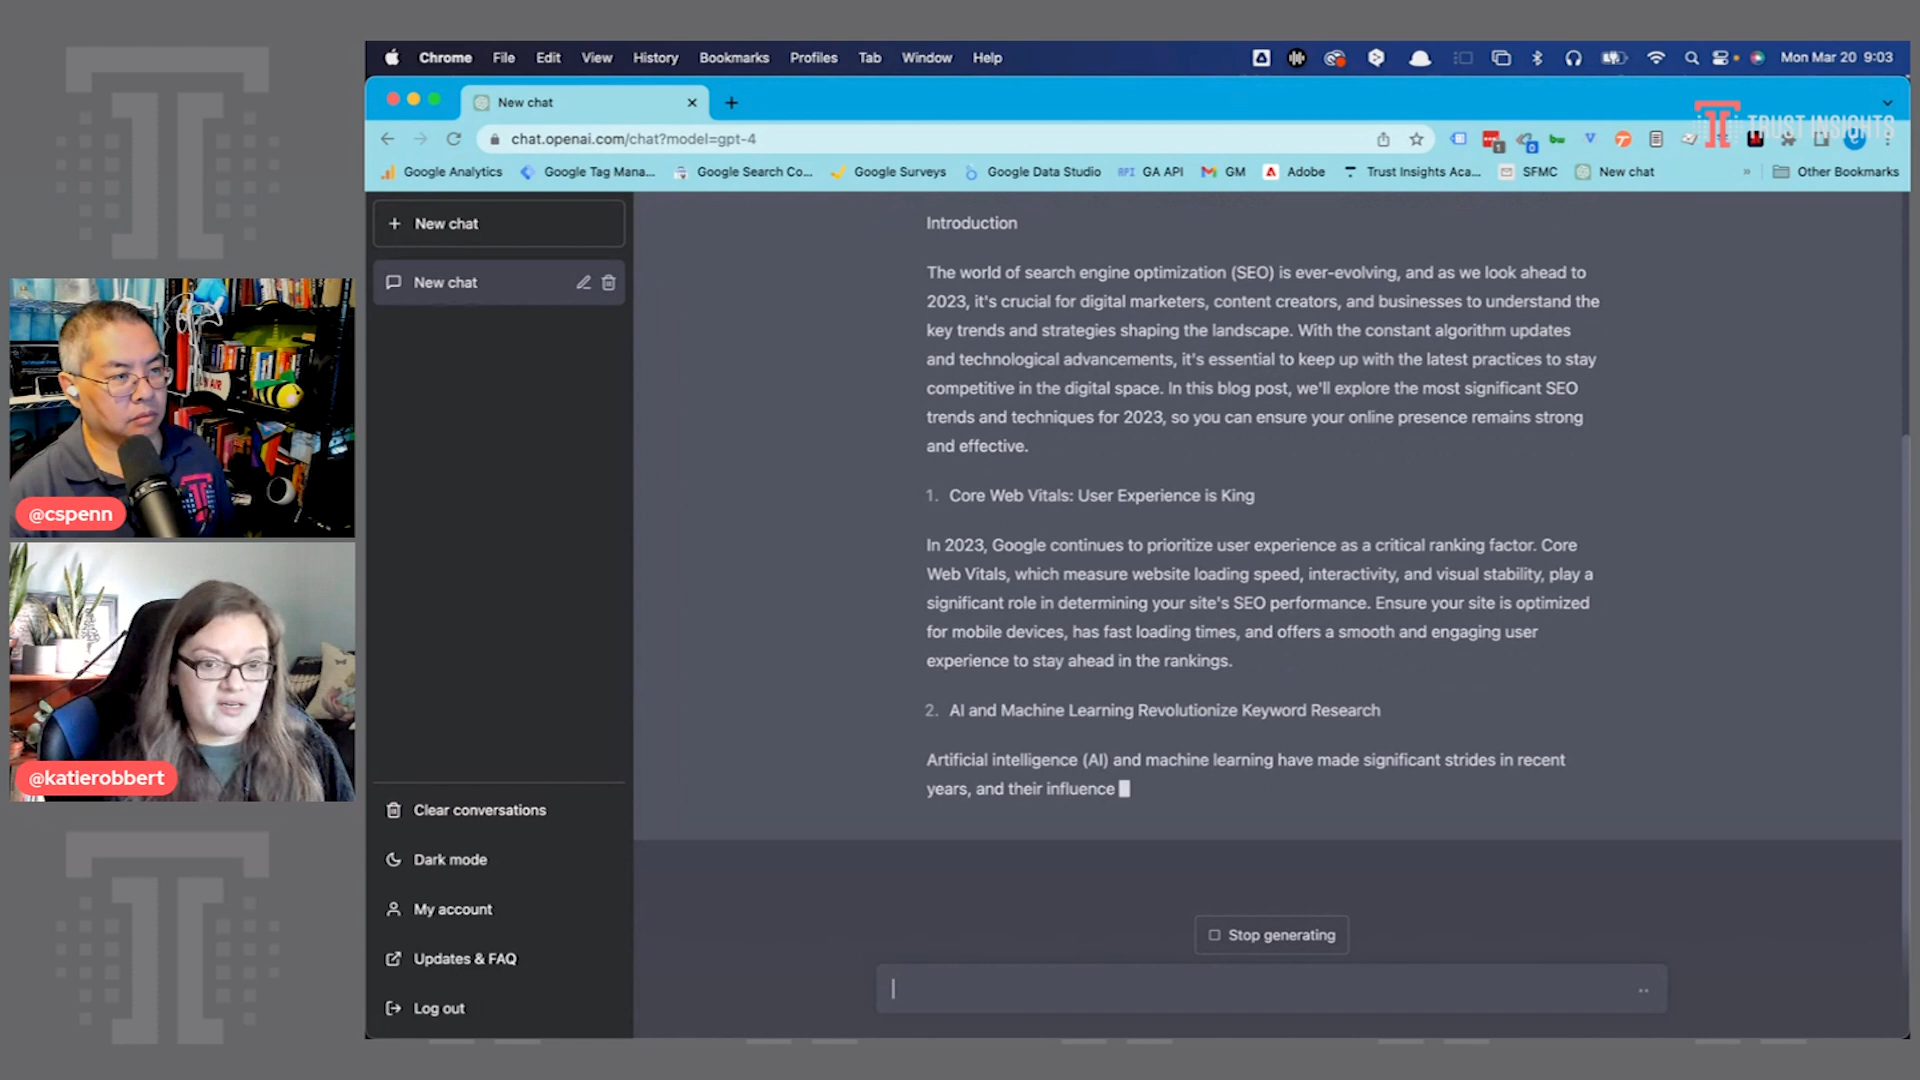 Chrome File Edit View History Bookmarks Profiles Tab Window Help Mon Mar 20 9:03
New chat
chat.openai.com/chat?model=gpt-4
TRUST INSIGHTS
Google Analytics Google Tag Mana... Google Search Co... Google Surveys Google Data Studio API GA API GM Adobe Trust Insights Aca... SFMC New chat » Other Bookmarks
New chat
New chat
Clear conversations
Dark mode
My account
Updates & FAQ
Log out
Introduction
The world of search engine optimization (SEO) is ever-evolving, and as we look ahead to
2023, it's crucial for digital marketers, content creators, and businesses to understand the
key trends and strategies shaping the landscape. With the constant algorithm updates
and technological advancements, it's essential to keep up with the latest practices to stay
competitive in the digital space. In this blog post, we'll explore the most significant SEO
trends and techniques for 2023, so you can ensure your online presence remains strong
and effective.
1. Core Web Vitals: User Experience is King
In 2023, Google continues to prioritize user experience as a critical ranking factor. Core
Web Vitals, which measure website loading speed, interactivity, and visual stability, play a
significant role in determining your site's SEO performance. Ensure your site is optimized
for mobile devices, has fast loading times, and offers a smooth and engaging user
experience to stay ahead in the rankings.
2. AI and Machine Learning Revolutionize Keyword Research
Artificial intelligence (AI) and machine learning have made significant strides in recent
years, and their influence
Stop generating
ON AIR
@cspenn
@katierobbert